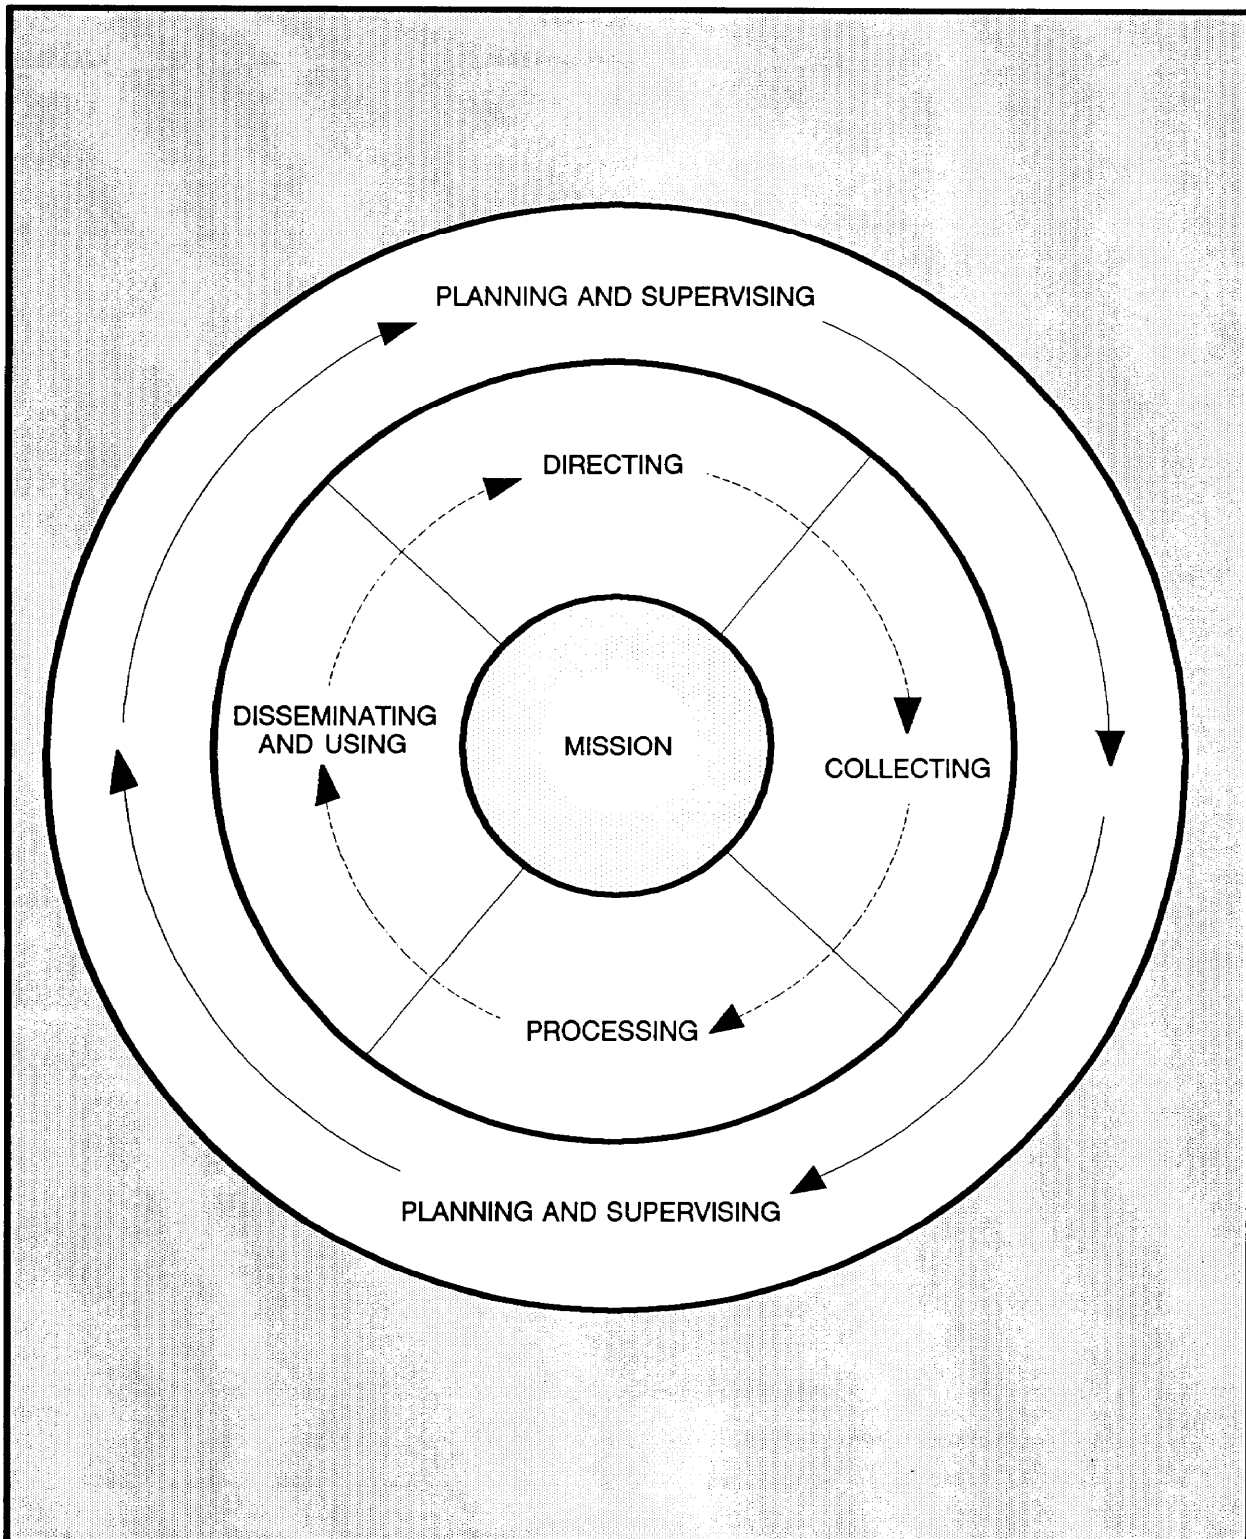 PLANNING AND SUPERVISING
DIRECTING
DISSEMINATING
AND USING
MISSION
COLLECTING
PROCESSING
PLANNING AND SUPERVISING